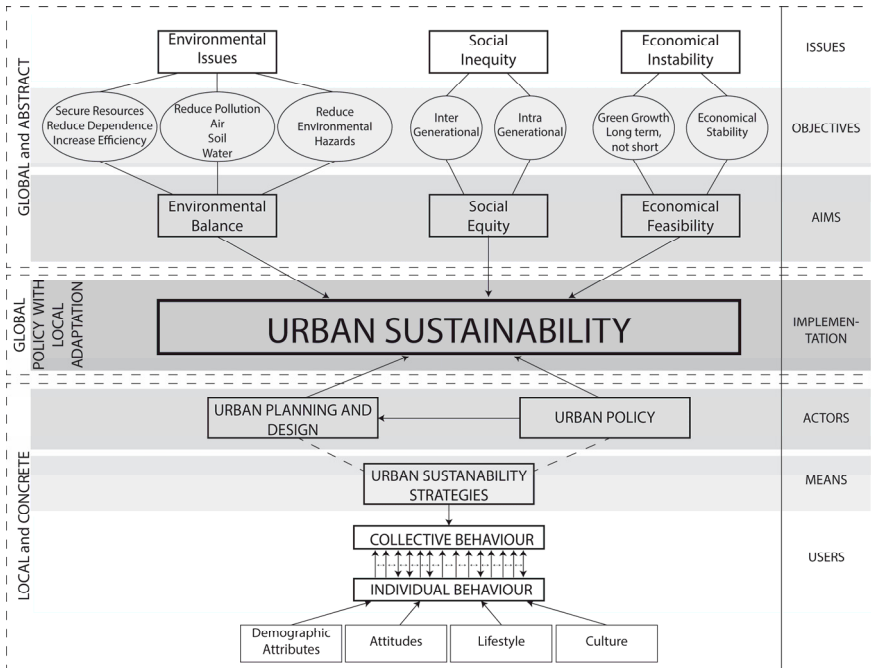 GLOBAL and ABSTRACT
Environmental
Issues
Social
Inequity
Economical
Instability
ISSUES
Secure Resources
Reduce Dependence
Increase Efficiency
Reduce Pollution
Air
Soil
Water
Reduce
Environmental
Hazards
Inter
Generational
Intra
Generational
Green Growth
Long term,
not short
Economical
Stability
OBJECTIVES
Environmental
Balance
Social
Equity
Economical
Feasibility
AIMS
GLOBAL
POLICY WITH
LOCAL
ADAPTATION
URBAN SUSTAINABILITY
IMPLEMEN-
TATION
LOCAL and CONCRETE
URBAN PLANNING AND
DESIGN
URBAN POLICY
ACTORS
URBAN SUSTANABILITY
STRATEGIES
MEANS
COLLECTIVE BEHAVIOUR
INDIVIDUAL BEHAVIOUR
USERS
Demographic
Attributes
Attitudes
Lifestyle
Culture